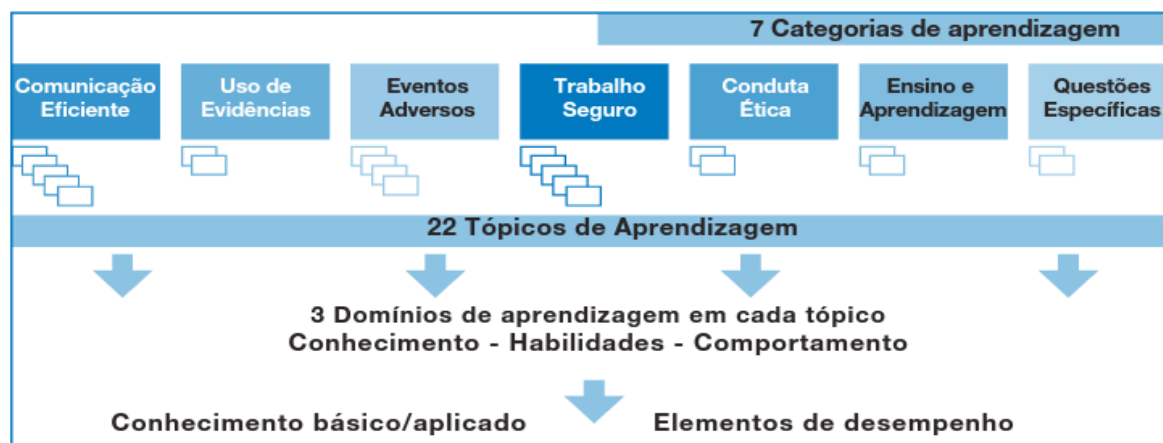 7 Categorias de aprendizagem
Comunicação
Eficiente
Uso de
Evidências
Eventos
Adversos
Trabalho
Seguro
Conduta
Ética
Ensino e
Aprendizagem
Questões
Específicas
22 Tópicos de Aprendizagem
3 Domínios de aprendizagem em cada tópico
Conhecimento - Habilidades - Comportamento
Conhecimento básico/aplicado
Elementos de desempenho